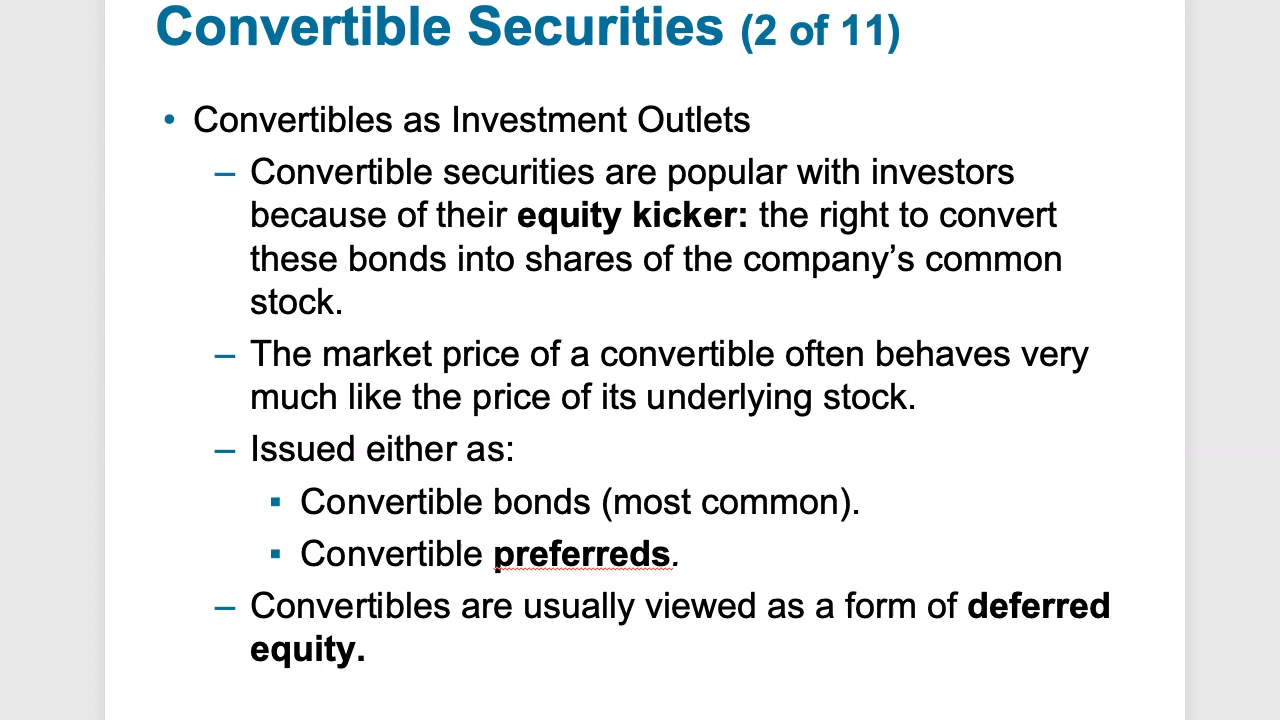 Convertible Securities (2 of 11)
• Convertibles as Investment Outlets
– Convertible securities are popular with investors
because of their equity kicker: the right to convert
these bonds into shares of the company’s common
stock.
– The market price of a convertible often behaves very
much like the price of its underlying stock.
– Issued either as:
▪ Convertible bonds (most common).
▪ Convertible preferreds.
– Convertibles are usually viewed as a form of deferred
equity.